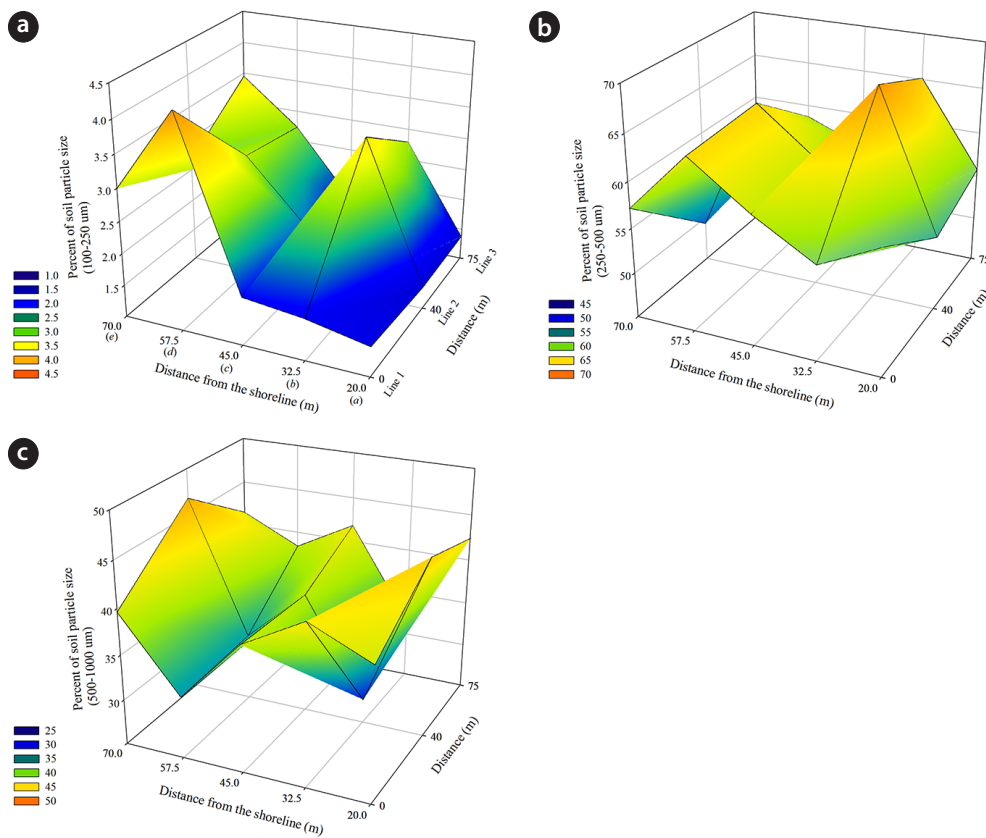 a
4.5
4.0
3.5
3.0
2.5
2.0
1.5
Percent of soil particle size
(100-250 um)
1.0
1.5
2.0
2.5
3.0
3.5
4.0
4.5
70.0
(e)
57.5
(d)
45.0
(c)
32.5
(b)
20.0
(a)
Distance from the shoreline (m)
0
40
75
Line 1
Line 2
Line 3
Distance (m)
b
70
65
60
55
50
Percent of soil particle size
(250-500 um)
45
50
55
60
65
70
70.0
57.5
45.0
32.5
20.0
Distance from the shoreline (m)
0
40
75
Distance (m)
c
50
45
40
35
30
Percent of soil particle size
(500-1000 um)
25
30
35
40
45
50
70.0
57.5
45.0
32.5
20.0
Distance from the shoreline (m)
0
40
75
Distance (m)